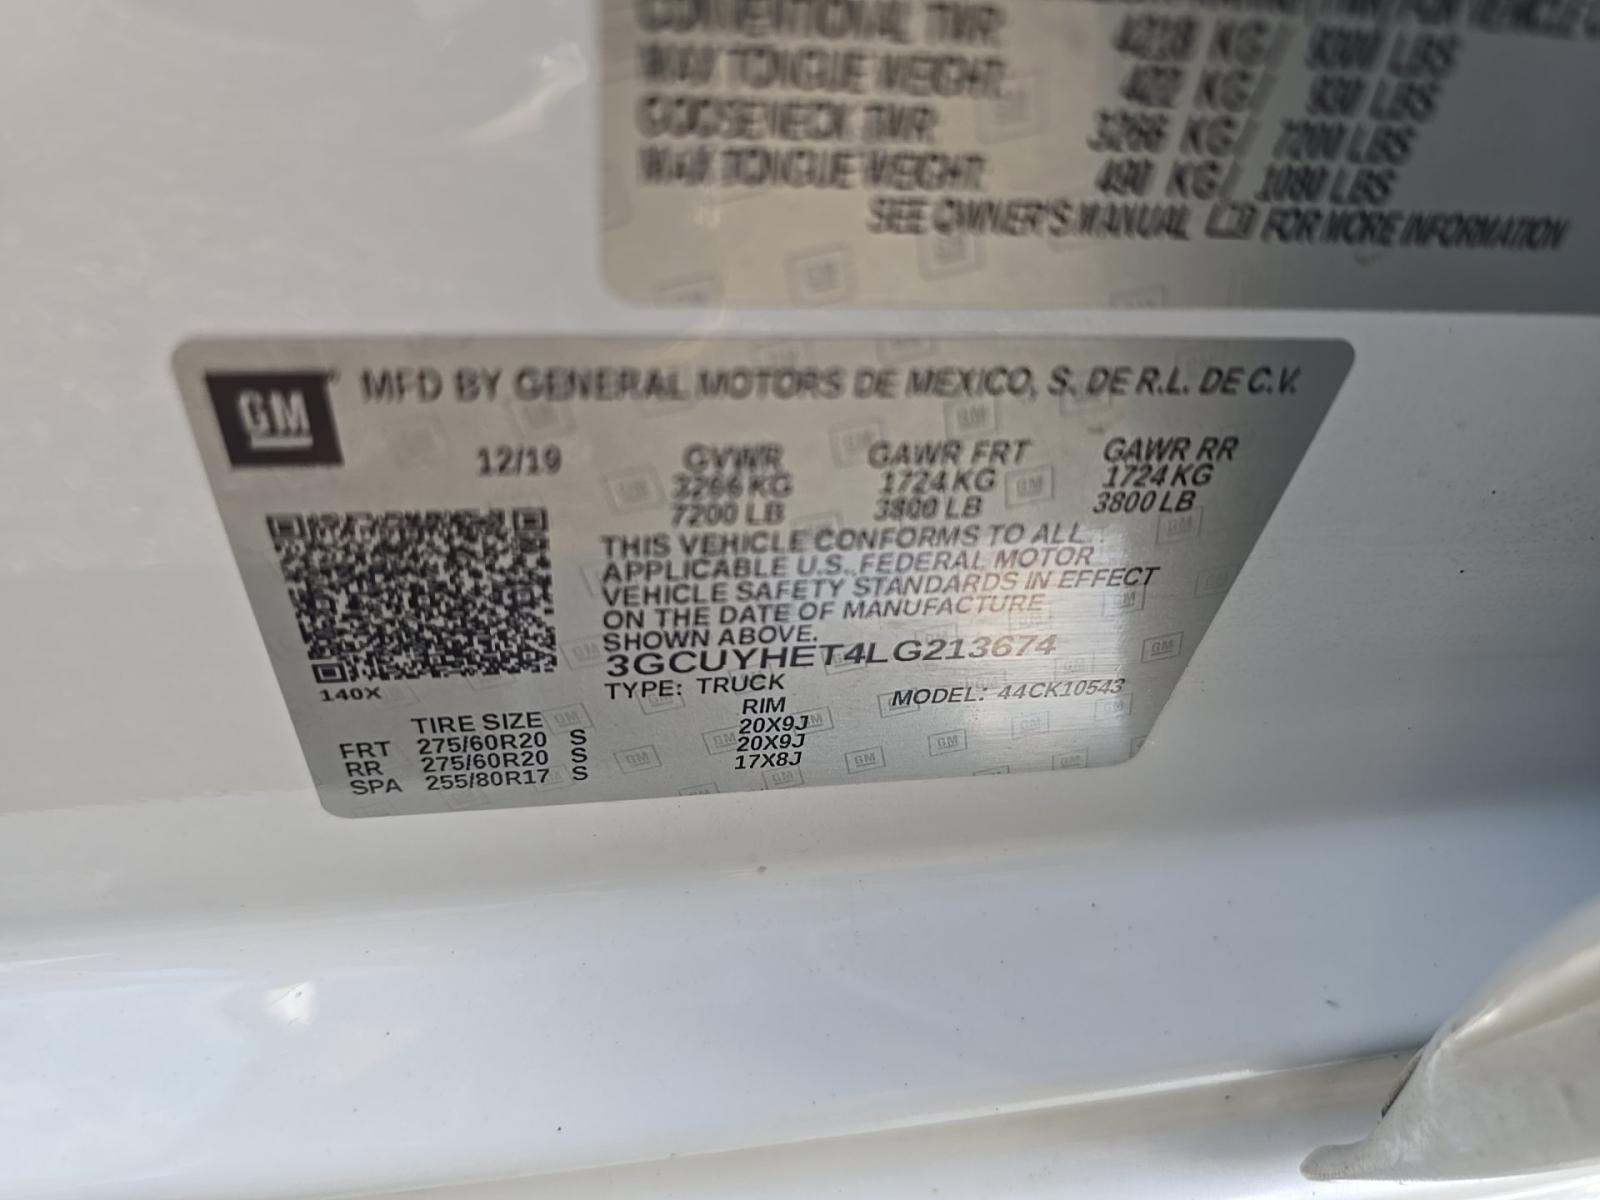 CONVENTIONAL TWR: 4218 KG/ 9300 LBS
MAX TONGUE WEIGHT: 422 KG/ 930 LBS
GOOSENECK TWR: 3266 KG/ 7200 LBS
MAX TONGUE WEIGHT: 490 KG/ 1080 LBS
SEE OWNER'S MANUAL FOR MORE INFORMATION
GM
MFD BY GENERAL MOTORS DE MEXICO, S. DE R.L. DE C.V.
12/19 GVWR GAWR FRT GAWR RR
3266 KG 1724 KG 1724 KG
7200 LB 3800 LB 3800 LB
THIS VEHICLE CONFORMS TO ALL
APPLICABLE U.S. FEDERAL MOTOR
VEHICLE SAFETY STANDARDS IN EFFECT
ON THE DATE OF MANUFACTURE
SHOWN ABOVE.
3GCUYHET4LG213674
140X
TYPE: TRUCK MODEL: 44CK10543
TIRE SIZE RIM
FRT 275/60R20 S 20X9J
RR 275/60R20 S 20X9J
SPA 255/80R17 S 17X8J